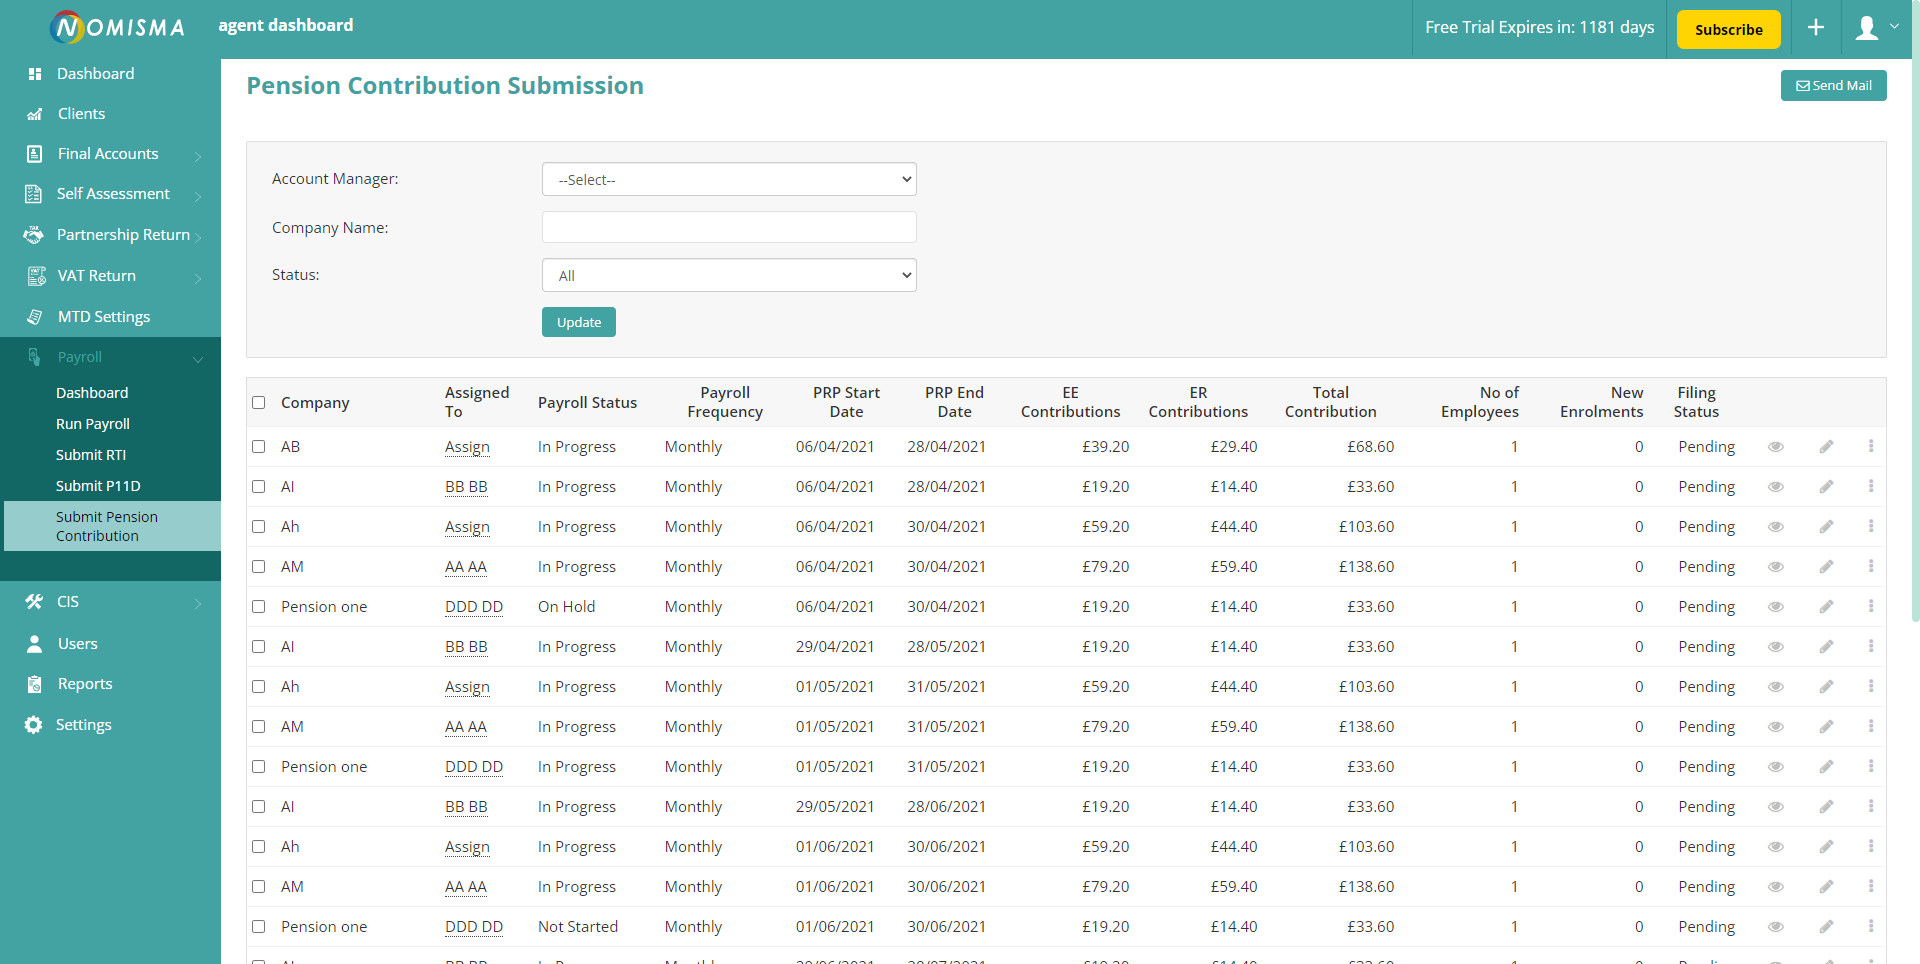 NOMISMA
agent dashboard
Free Trial Expires in: 1181 days
Subscribe
Dashboard
Clients
Final Accounts
Self Assessment
Partnership Return
VAT Return
MTD Settings
Payroll
Dashboard
Run Payroll
Submit RTI
Submit P11D
Submit Pension
Contribution
CIS
Users
Reports
Settings
Pension Contribution Submission
Send Mail
Account Manager:
--Select--
Company Name:
Status:
All
Update
Company Assigned To Payroll Status Payroll Frequency PRP Start Date PRP End Date EE Contributions ER Contributions Total Contribution No of Employees New Enrolments Filing Status
AB Assign In Progress Monthly 06/04/2021 28/04/2021 £39.20 £29.40 £68.60 1 0 Pending
AI BB BB In Progress Monthly 06/04/2021 28/04/2021 £19.20 £14.40 £33.60 1 0 Pending
Ah Assign In Progress Monthly 06/04/2021 30/04/2021 £59.20 £44.40 £103.60 1 0 Pending
AM AA AA In Progress Monthly 06/04/2021 30/04/2021 £79.20 £59.40 £138.60 1 0 Pending
Pension one DDD DD On Hold Monthly 06/04/2021 30/04/2021 £19.20 £14.40 £33.60 1 0 Pending
AI BB BB In Progress Monthly 29/04/2021 28/05/2021 £19.20 £14.40 £33.60 1 0 Pending
Ah Assign In Progress Monthly 01/05/2021 31/05/2021 £59.20 £44.40 £103.60 1 0 Pending
AM AA AA In Progress Monthly 01/05/2021 31/05/2021 £79.20 £59.40 £138.60 1 0 Pending
Pension one DDD DD In Progress Monthly 01/05/2021 31/05/2021 £19.20 £14.40 £33.60 1 0 Pending
AI BB BB In Progress Monthly 29/05/2021 28/06/2021 £19.20 £14.40 £33.60 1 0 Pending
Ah Assign In Progress Monthly 01/06/2021 30/06/2021 £59.20 £44.40 £103.60 1 0 Pending
AM AA AA In Progress Monthly 01/06/2021 30/06/2021 £79.20 £59.40 £138.60 1 0 Pending
Pension one DDD DD Not Started Monthly 01/06/2021 30/06/2021 £19.20 £14.40 £33.60 1 0 Pending